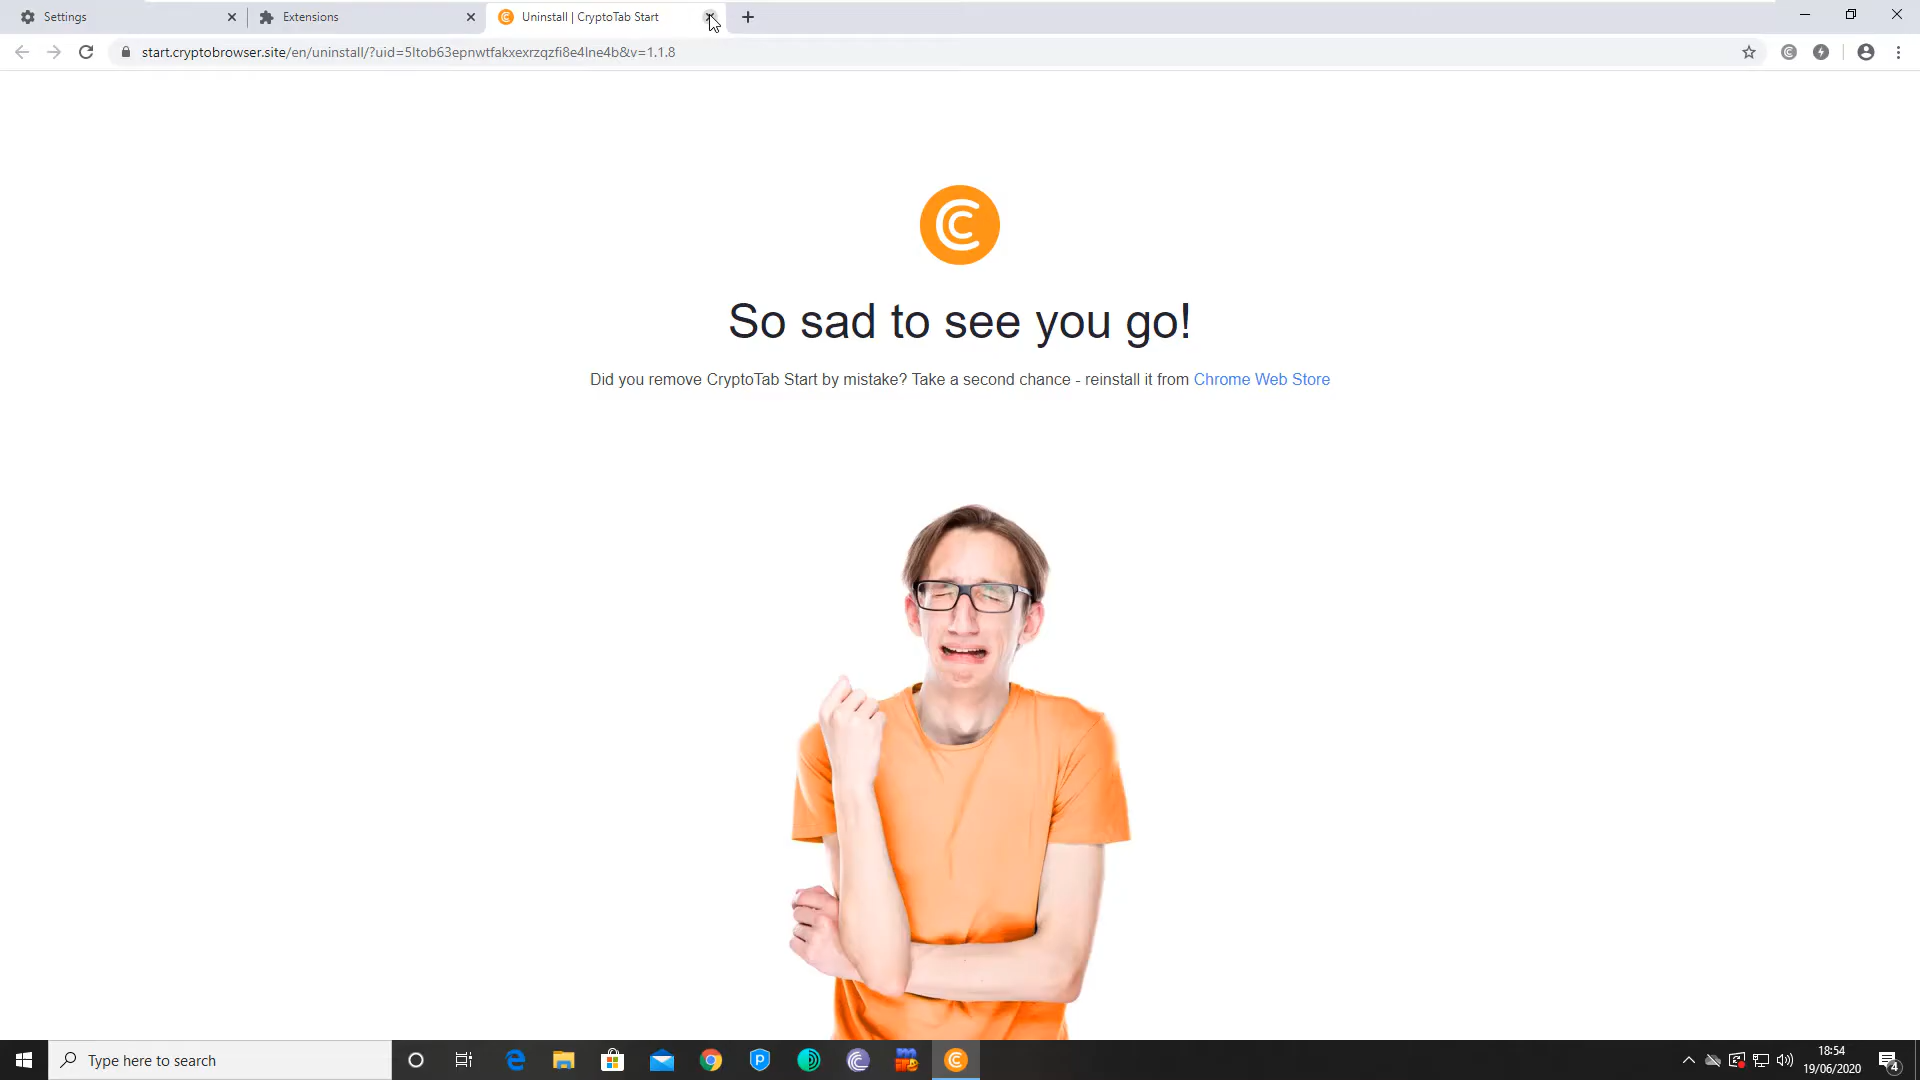 Settings
Extensions
Uninstall | CryptoTab Start
start.cryptobrowser.site/en/uninstall/?uid=5ltob63epnwtfakxexrzqzfi8e4lne4b&v=1.1.8
So sad to see you go!
Did you remove CryptoTab Start by mistake? Take a second chance - reinstall it from Chrome Web Store
Type here to search
18:54
19/06/2020
4